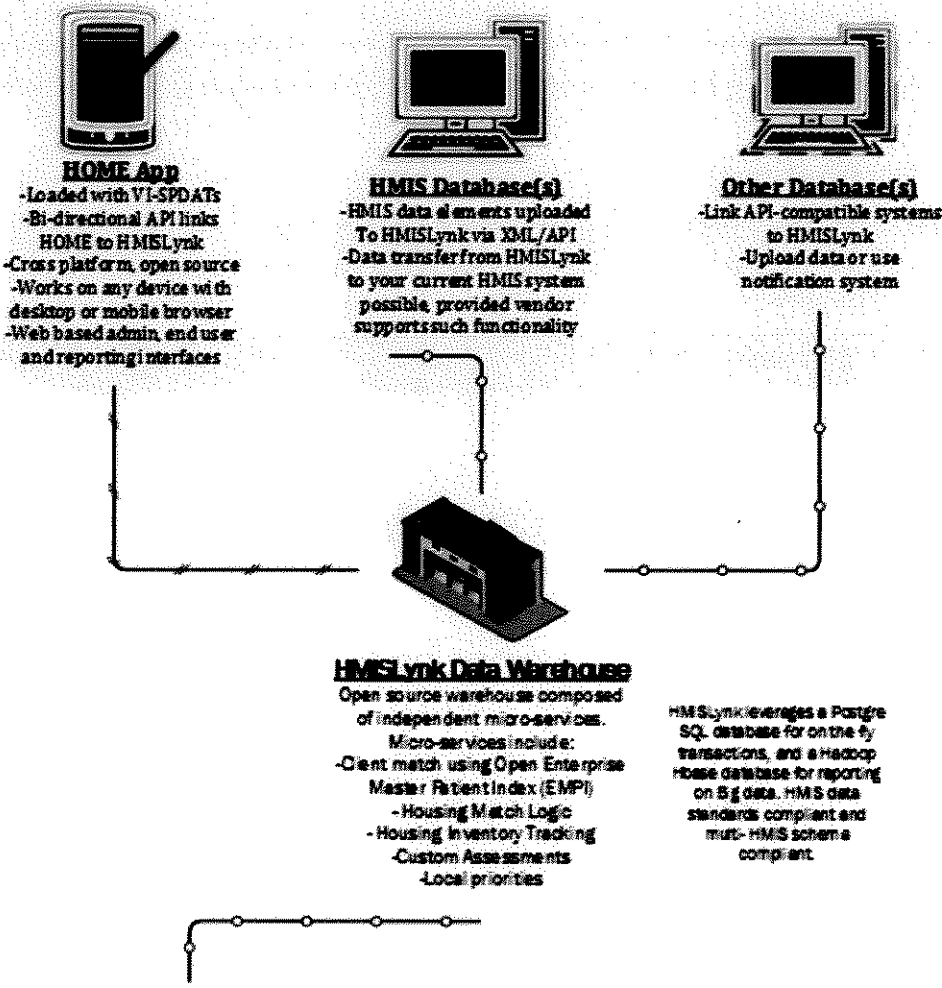 HOME App
-Loaded with VI-SPDATs
-Bi-directional API links
HOME to HMISLynk
-Cross platform, open source
-Works on any device with
desktop or mobile browser
-Web based admin, end user
and reporting interfaces
HMIS Database(s)
-HMIS data elements uploaded
To HMISLynk via XML/API
-Data transfer from HMISLynk
to your current HMIS system
possible, provided vendor
supports such functionality
Other Database(s)
-Link API-compatible systems
to HMISLynk
-Upload data or use
notification system
HMISLynk Data Warehouse
Open source warehouse composed
of independent micro-services.
Micro-services include:
-Client match using Open Enterprise
Master Patient Index (EMPI)
-Housing Match Logic
- Housing Inventory Tracking
-Custom Assessments
-Local priorities
HMISLynk leverages a Postgre
SQL database for on the fly
transactions, and a Hadoop
Hbase database for reporting
on Big data. HMIS data
standards compliant and
multi- HMIS schema
compliant.